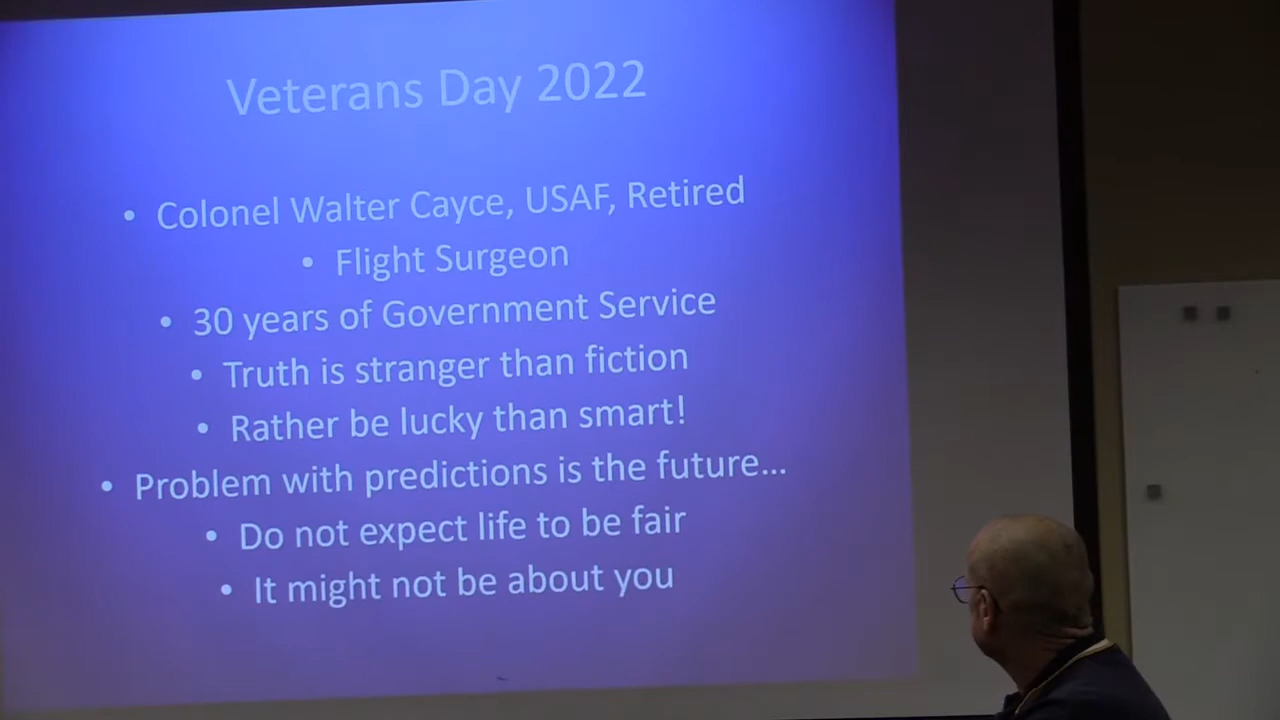 Veterans Day 2022
• Colonel Walter Cayce, USAF, Retired
• Flight Surgeon
• 30 years of Government Service
• Truth is stranger than fiction
• Rather be lucky than smart!
• Problem with predictions is the future...
• Do not expect life to be fair
• It might not be about you